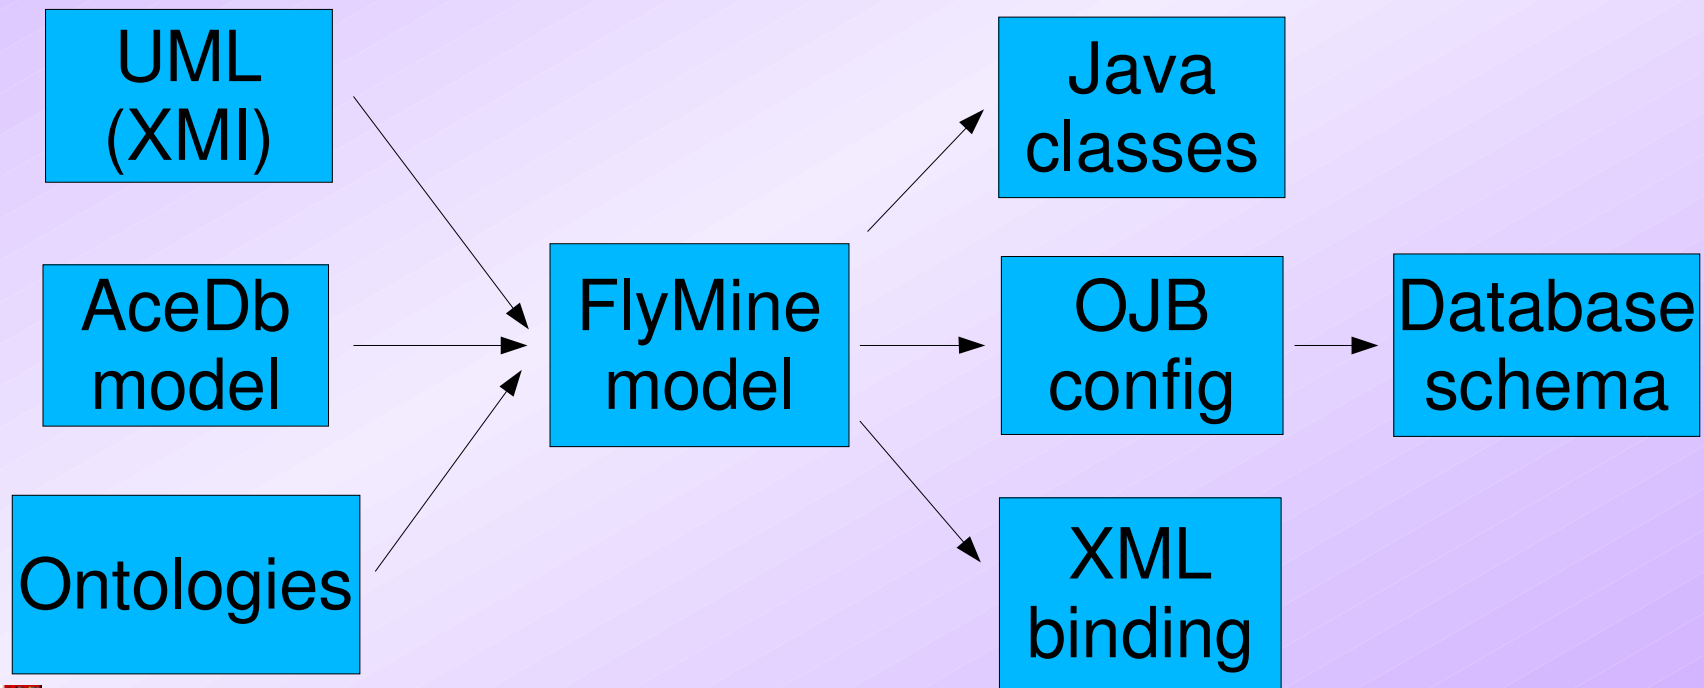 UML
(XMI)
AceDb
model
Ontologies
FlyMine
model
Java
classes
OJB
config
XML
binding
Database
schema